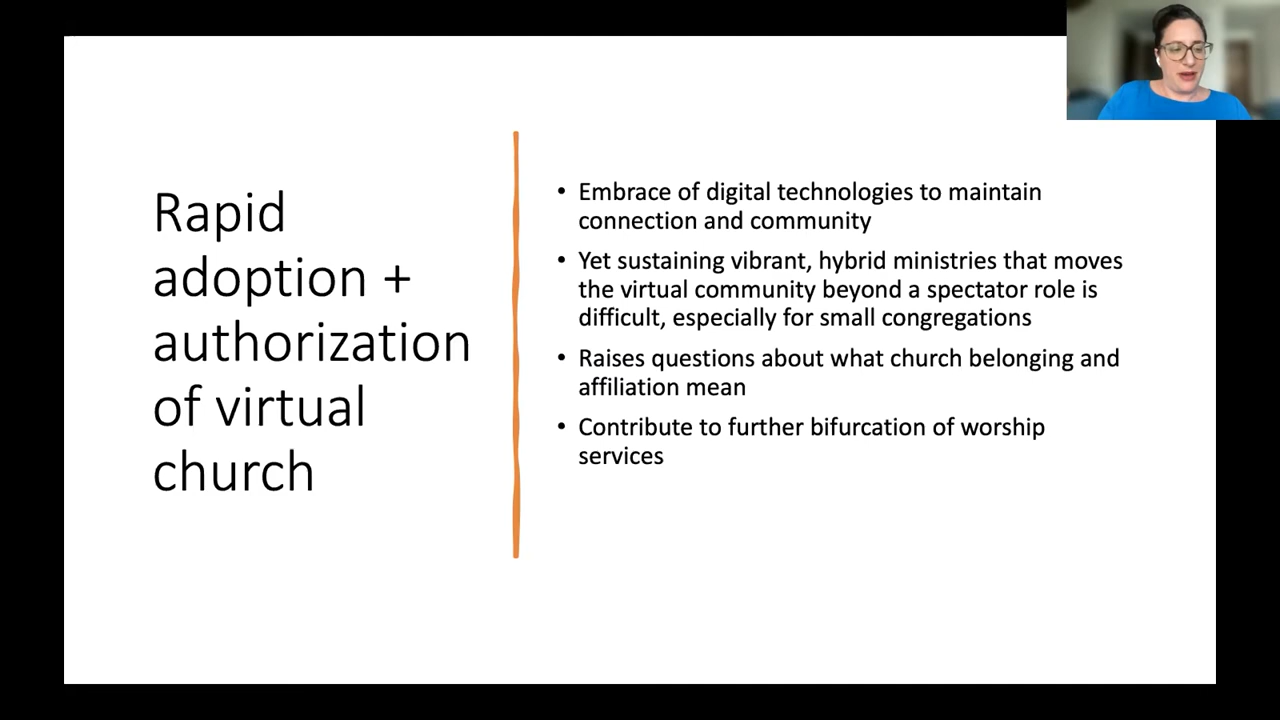 Rapid
adoption +
authorization
of virtual
church
• Embrace of digital technologies to maintain
connection and community
• Yet sustaining vibrant, hybrid ministries that moves
the virtual community beyond a spectator role is
difficult, especially for small congregations
• Raises questions about what church belonging and
affiliation mean
• Contribute to further bifurcation of worship
services